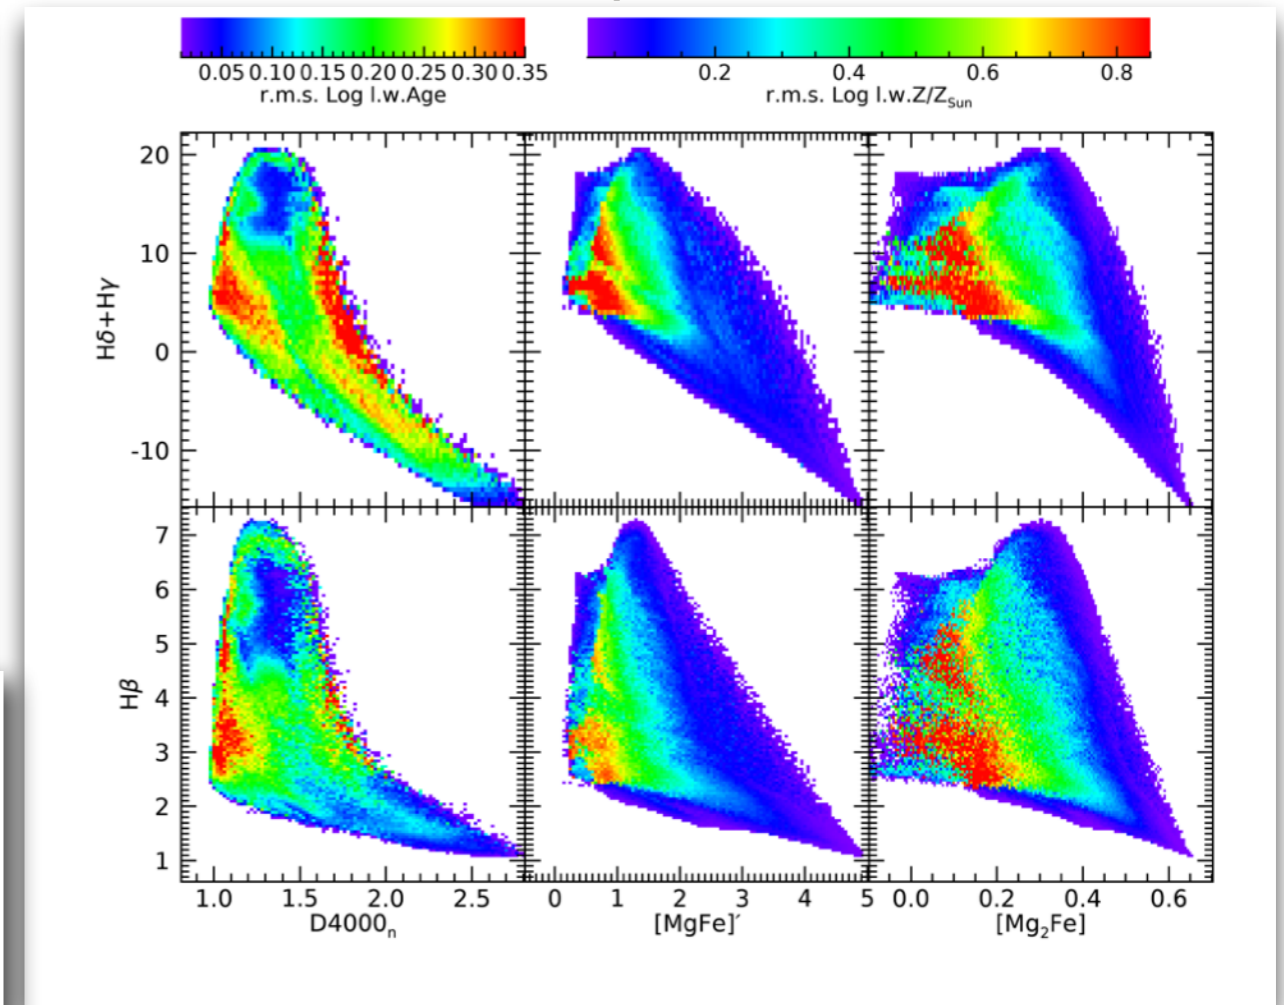 0.05 0.10 0.15 0.20 0.25 0.30 0.35
r.m.s. Log l.w.Age
0.2 0.4 0.6 0.8
r.m.s. Log l.w.Z/Z_Sun
20
10
0
-10
Hδ+Hγ
7
6
5
4
3
2
1
Hβ
1.0 1.5 2.0 2.5
D4000_n
0 1 2 3 4 5
[MgFe]′
0.0 0.2 0.4 0.6
[Mg₂Fe]